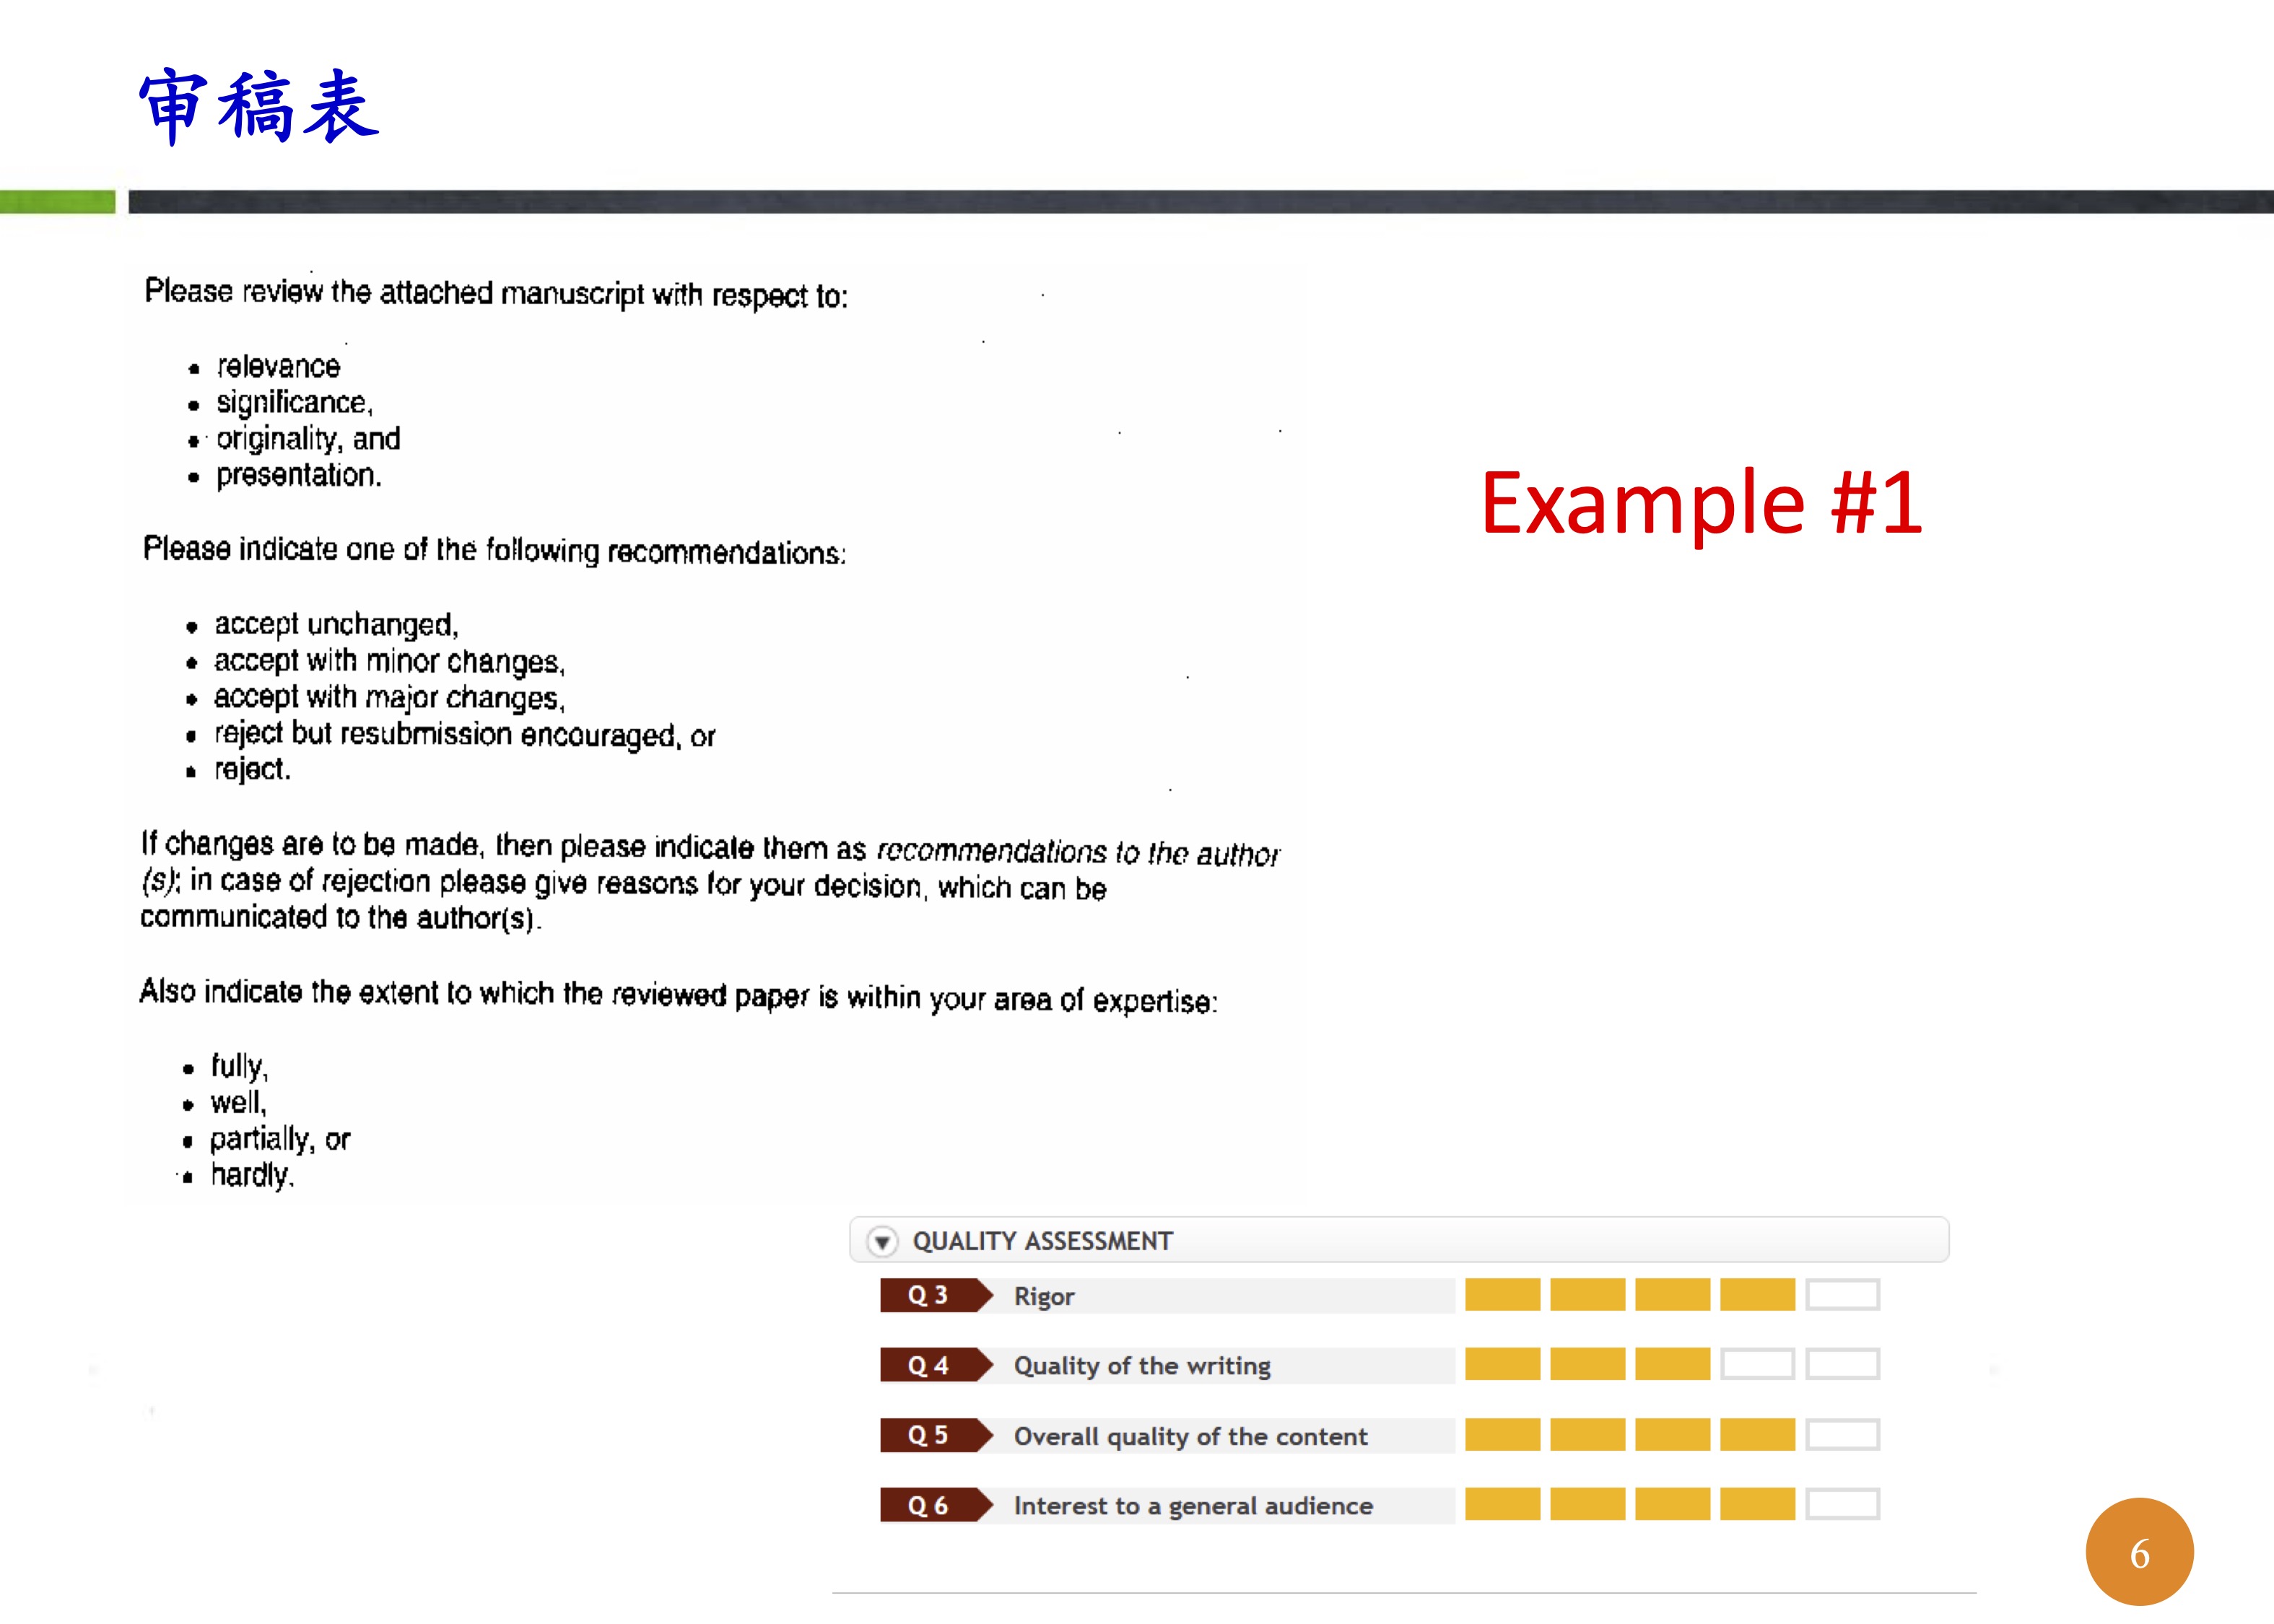 审稿表
Please review the attached manuscript with respect to:
• relevance
• significance,
• originality, and
• presentation.
Example #1
Please indicate one of the following recommendations:
• accept unchanged,
• accept with minor changes,
• accept with major changes,
• reject but resubmission encouraged, or
• reject.
If changes are to be made, then please indicate them as recommendations to the author
(s); in case of rejection please give reasons for your decision, which can be
communicated to the author(s).
Also indicate the extent to which the reviewed paper is within your area of expertise:
• fully,
• well,
• partially, or
• hardly.
QUALITY ASSESSMENT
Q 3 Rigor
Q 4 Quality of the writing
Q 5 Overall quality of the content
Q 6 Interest to a general audience
6